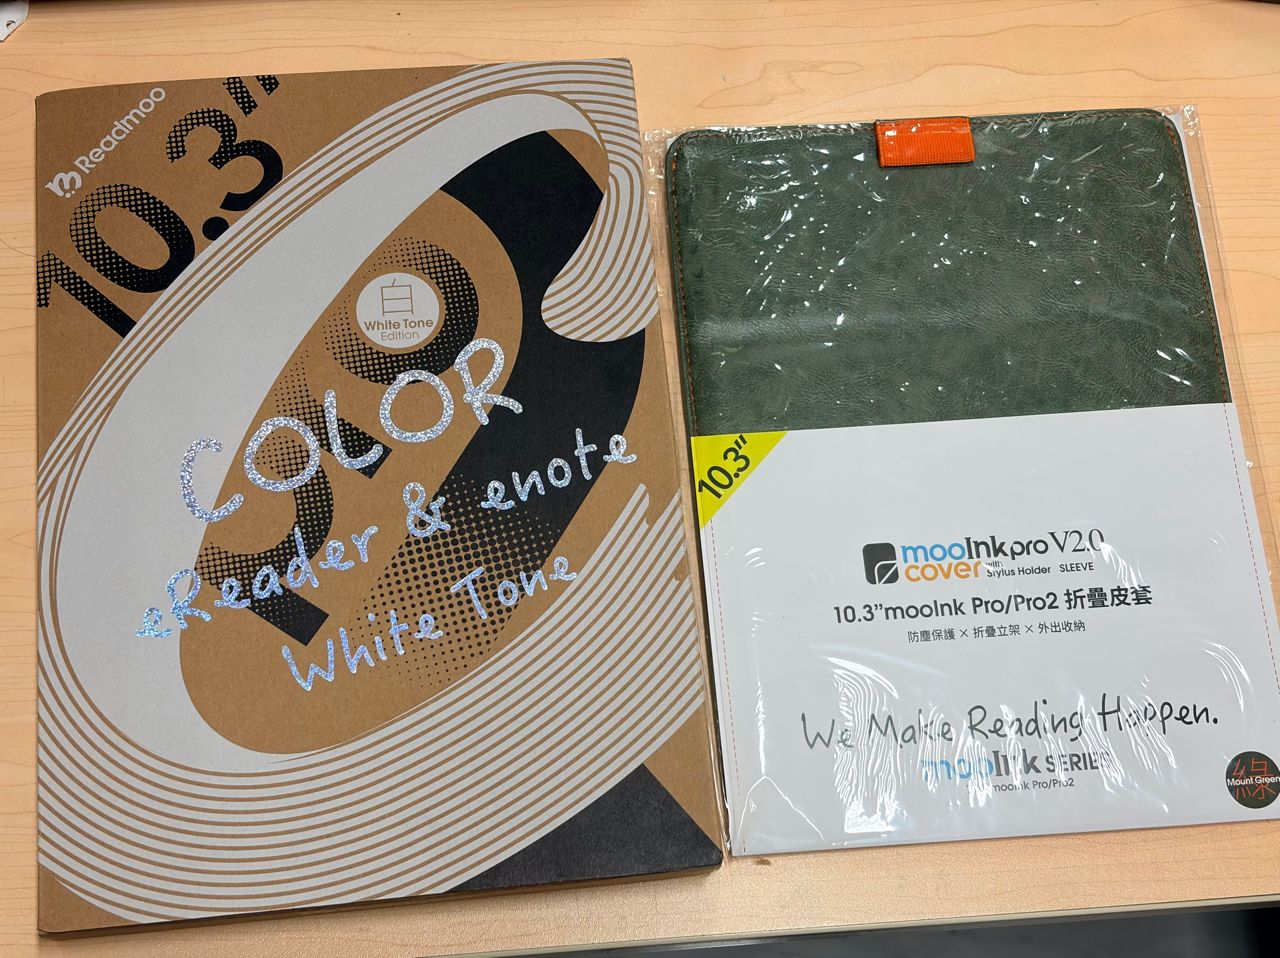 Readmoo
10.3"
白
White Tone
Edition
COLOR
eReader & enote
White Tone
10.3"
mooInkpro V2.0
cover with Stylus Holder SLEEVE
10.3"mooInk Pro/Pro2 折疊皮套
防塵保護 × 折疊立架 × 外出收納
We Make Reading Happen.
mooInk SERIES
mooInk Pro/Pro2
綠
Mount Green